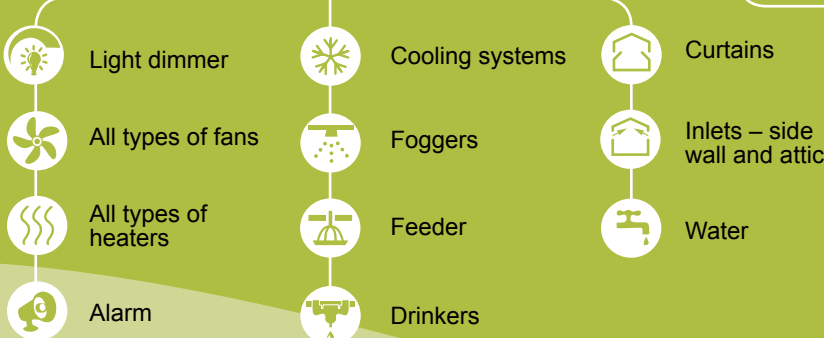 Light dimmer
All types of fans
All types of
heaters
Alarm
Cooling systems
Foggers
Feeder
Drinkers
Curtains
Inlets – side
wall and attic
Water